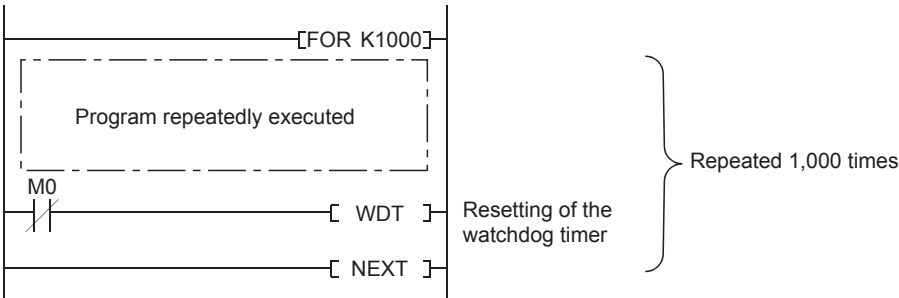 [FOR K1000]
Program repeatedly executed
Repeated 1,000 times
M0
[ WDT ]
Resetting of the
watchdog timer
[ NEXT ]